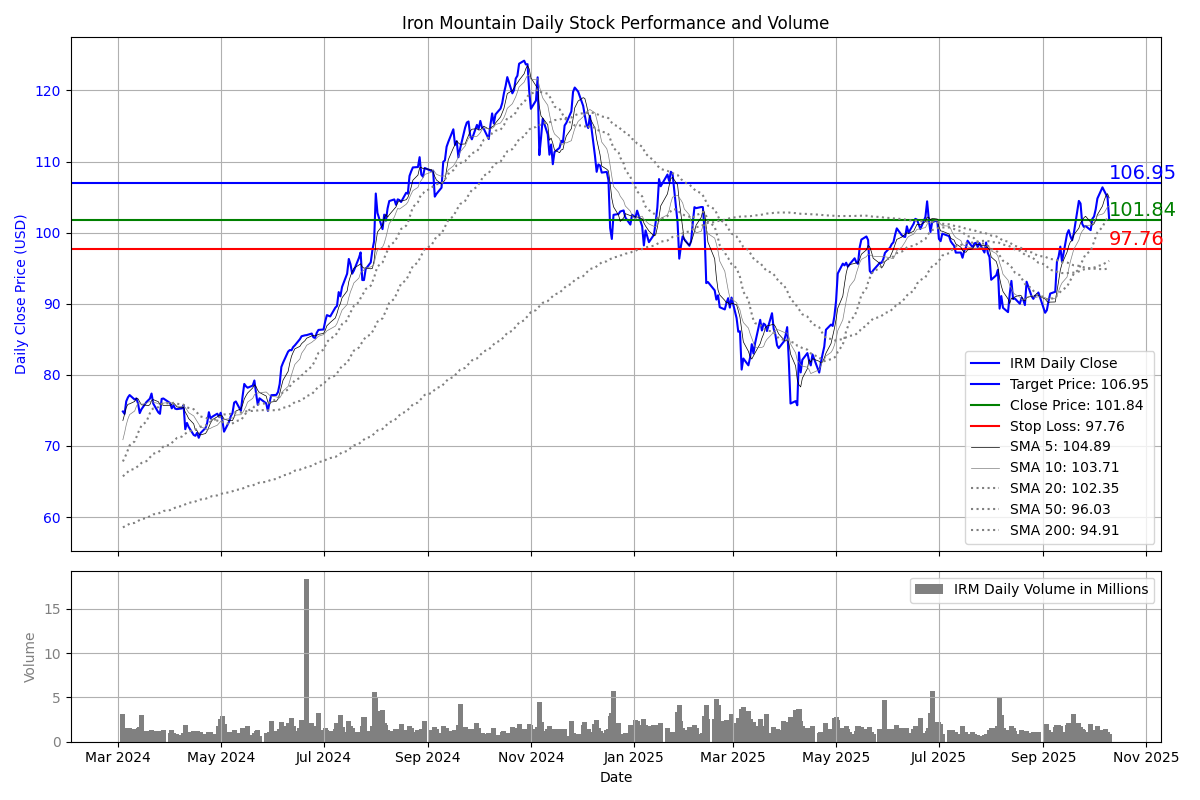 Iron Mountain Daily Stock Performance and Volume
Daily Close Price (USD)
120
110
100
90
80
70
60
106.95
101.84
97.76
IRM Daily Close
Target Price: 106.95
Close Price: 101.84
Stop Loss: 97.76
SMA 5: 104.89
SMA 10: 103.71
SMA 20: 102.35
SMA 50: 96.03
SMA 200: 94.91
Volume
15
10
5
0
IRM Daily Volume in Millions
Mar 2024 May 2024 Jul 2024 Sep 2024 Nov 2024 Jan 2025 Mar 2025 May 2025 Jul 2025 Sep 2025 Nov 2025
Date